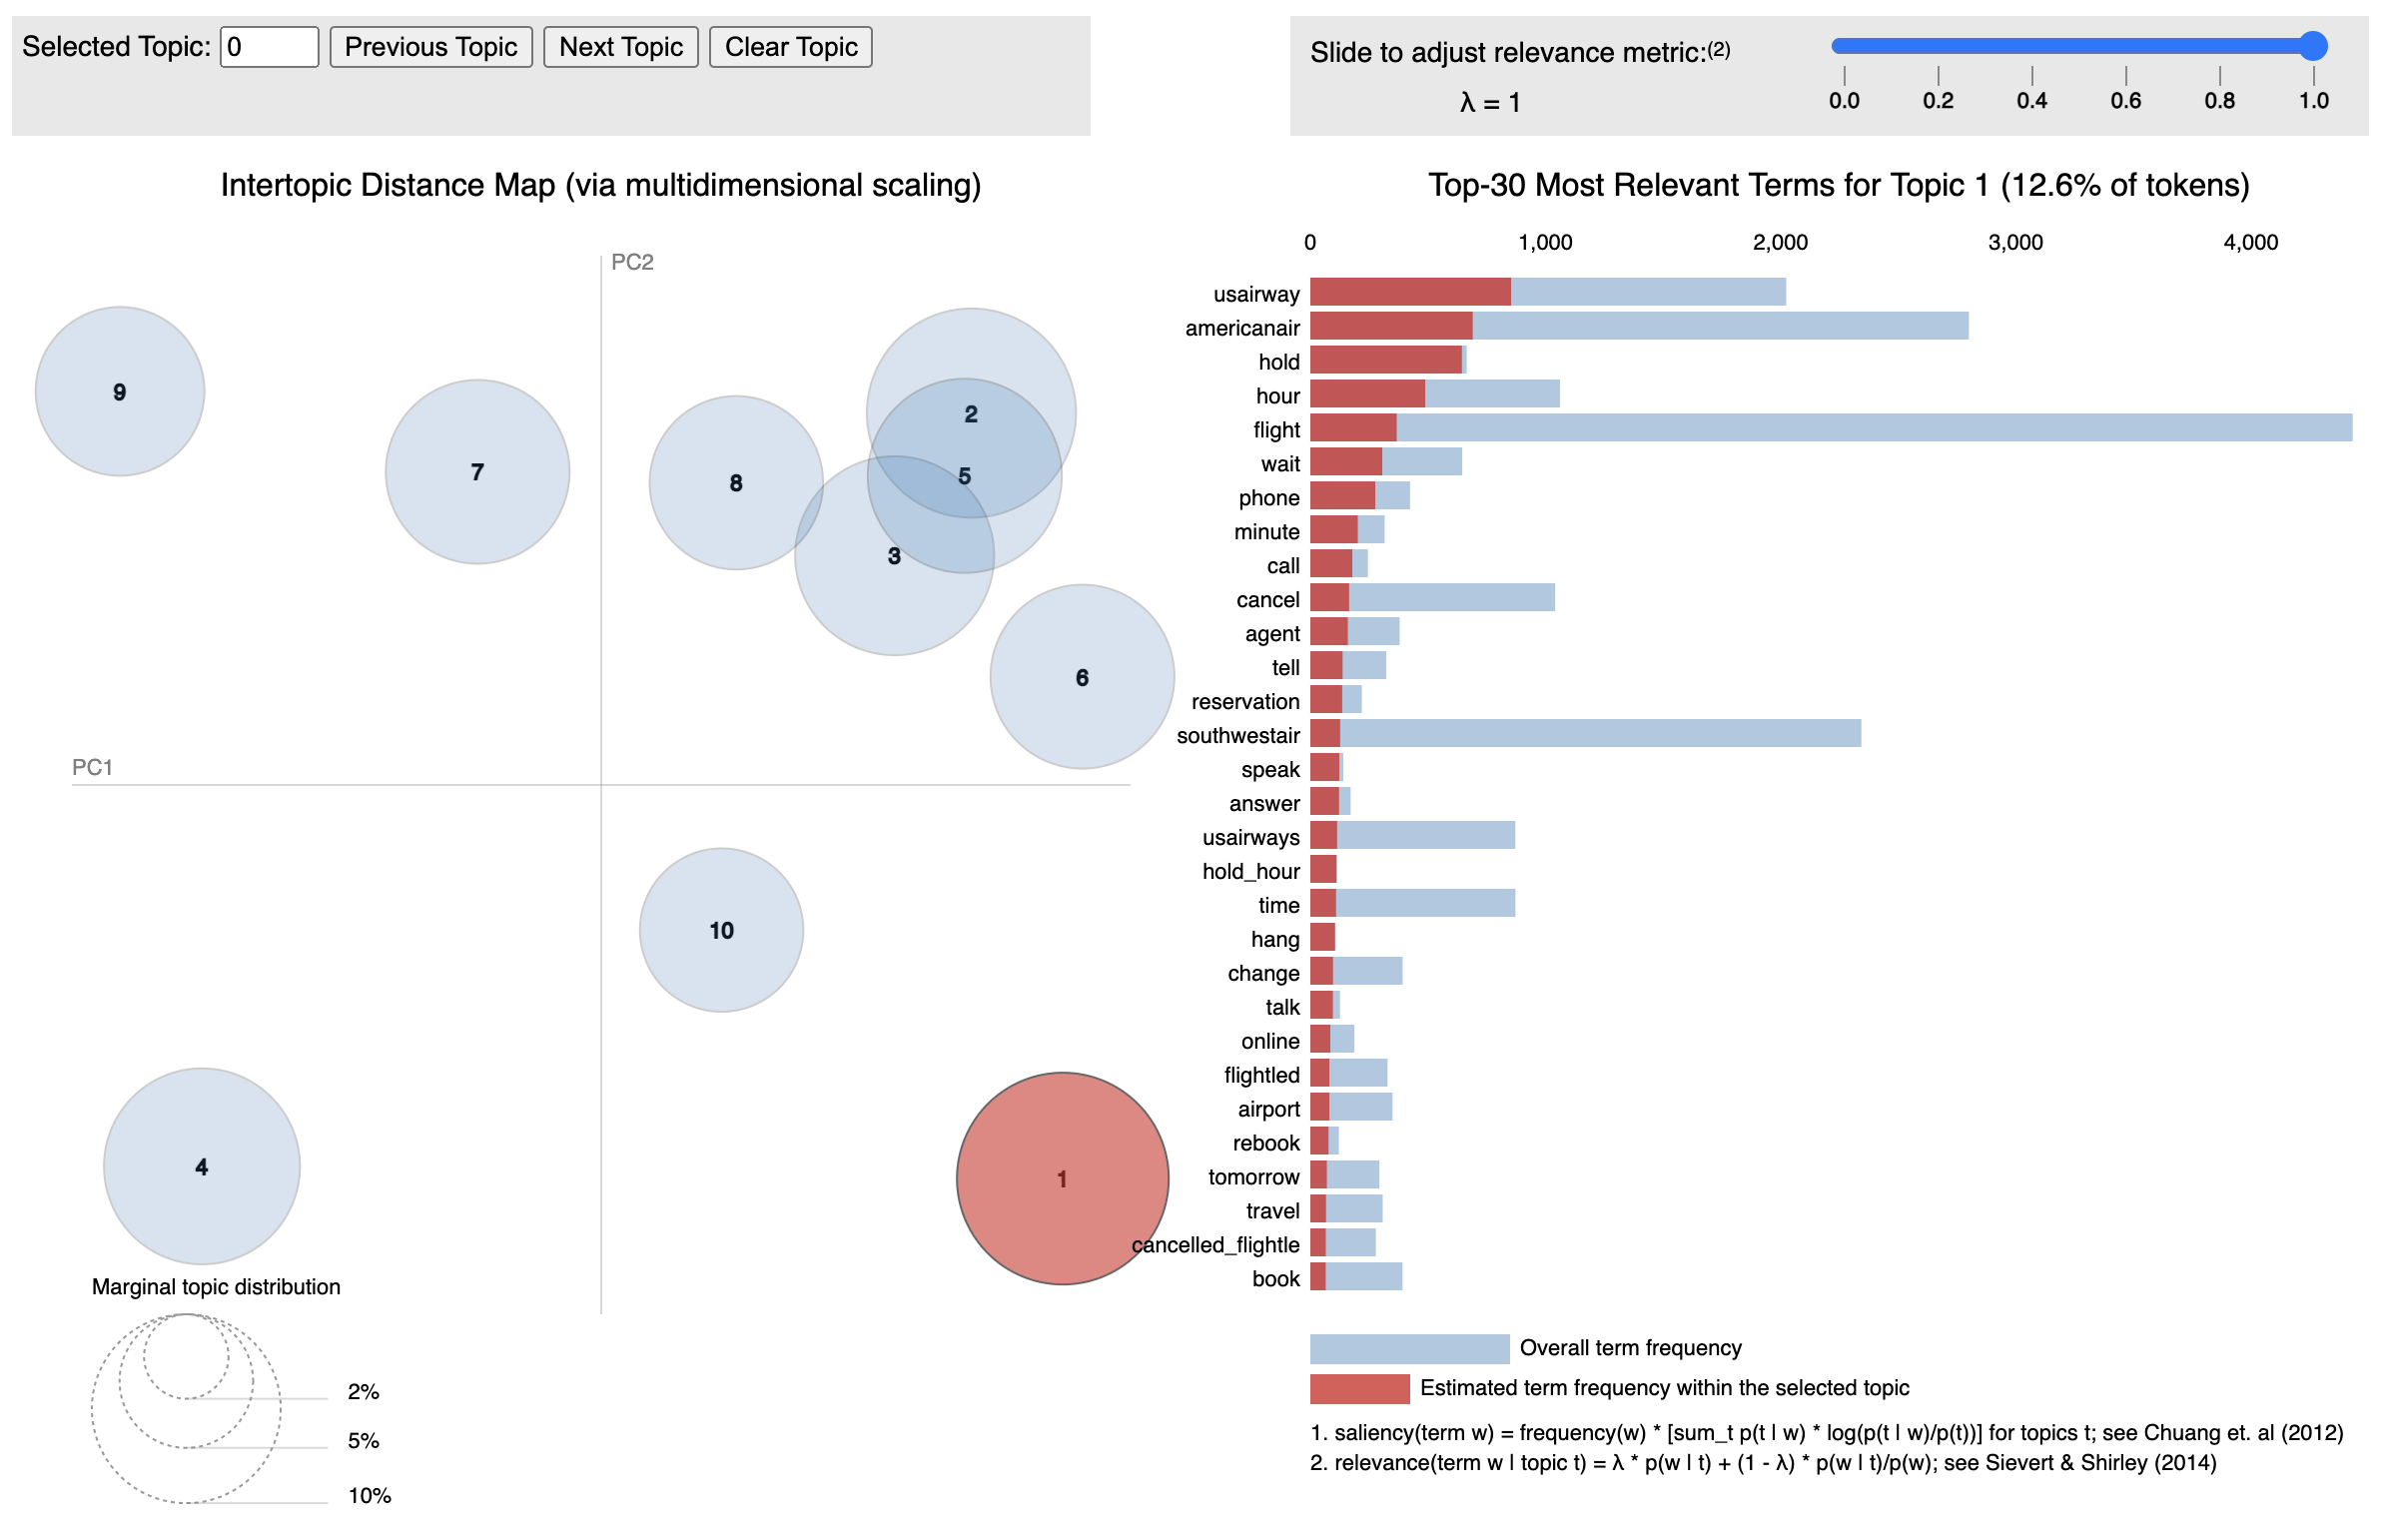 Selected Topic: 0 Previous Topic Next Topic Clear Topic
Slide to adjust relevance metric:(2)
λ = 1
0.0 0.2 0.4 0.6 0.8 1.0
Intertopic Distance Map (via multidimensional scaling)
PC2
PC1
9
7
8
2
5
3
6
10
4
1
Marginal topic distribution
2%
5%
10%
Top-30 Most Relevant Terms for Topic 1 (12.6% of tokens)
0 1,000 2,000 3,000 4,000
usairway
americanair
hold
hour
flight
wait
phone
minute
call
cancel
agent
tell
reservation
southwestair
speak
answer
usairways
hold_hour
time
hang
change
talk
online
flightled
airport
rebook
tomorrow
travel
cancelled_flightle
book
Overall term frequency
Estimated term frequency within the selected topic
1. saliency(term w) = frequency(w) * [sum_t p(t | w) * log(p(t | w)/p(t))] for topics t; see Chuang et. al (2012)
2. relevance(term w | topic t) = λ * p(w | t) + (1 - λ) * p(w | t)/p(w); see Sievert & Shirley (2014)